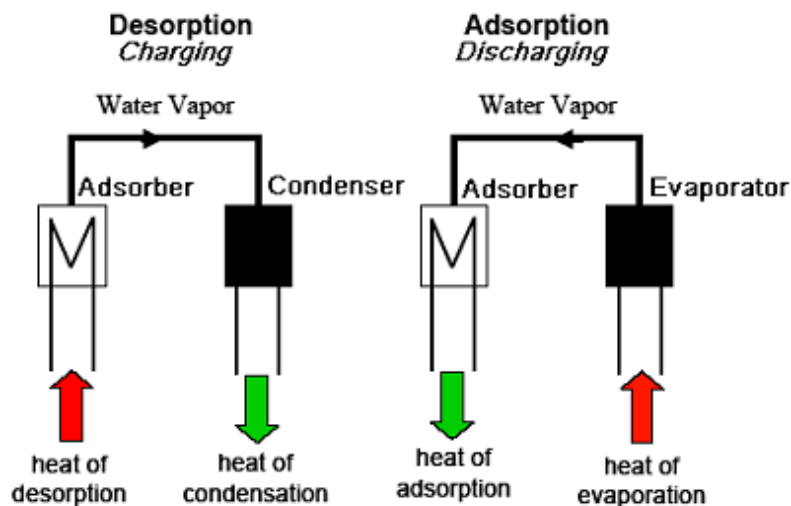 Desorption
Charging
Adsorption
Discharging
Water Vapor
Water Vapor
Adsorber
Condenser
Adsorber
Evaporator
heat of
desorption
heat of
condensation
heat of
adsorption
heat of
evaporation